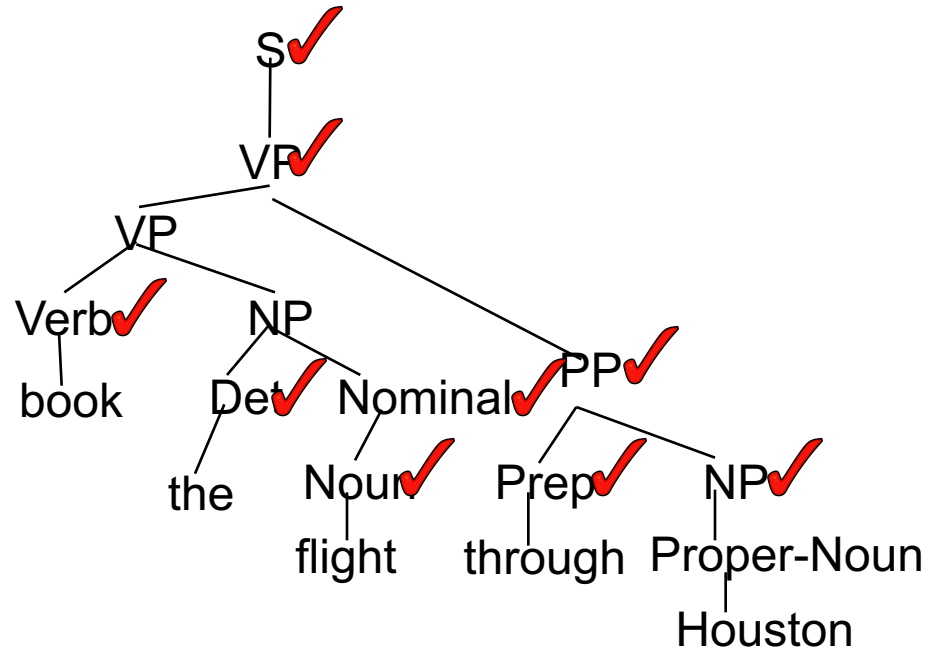 S
VP
VP
Verb NP
PP
book Det Nominal
the Noun Prep NP
flight through Proper-Noun
Houston